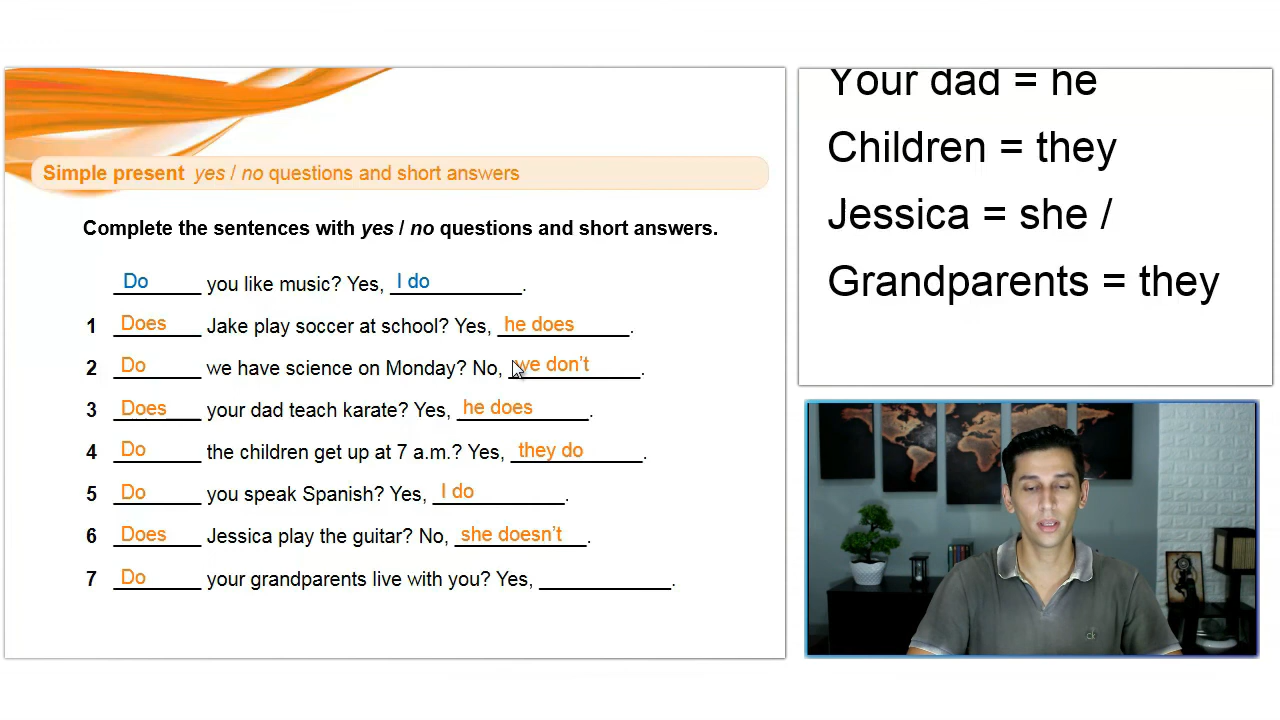 Simple present yes / no questions and short answers
Complete the sentences with yes / no questions and short answers.
Do you like music? Yes, I do.
1 Does Jake play soccer at school? Yes, he does.
2 Do we have science on Monday? No, we don't.
3 Does your dad teach karate? Yes, he does.
4 Do the children get up at 7 a.m.? Yes, they do.
5 Do you speak Spanish? Yes, I do.
6 Does Jessica play the guitar? No, she doesn't.
7 Do your grandparents live with you? Yes, ____________.
Your dad = he
Children = they
Jessica = she /
Grandparents = they
ck